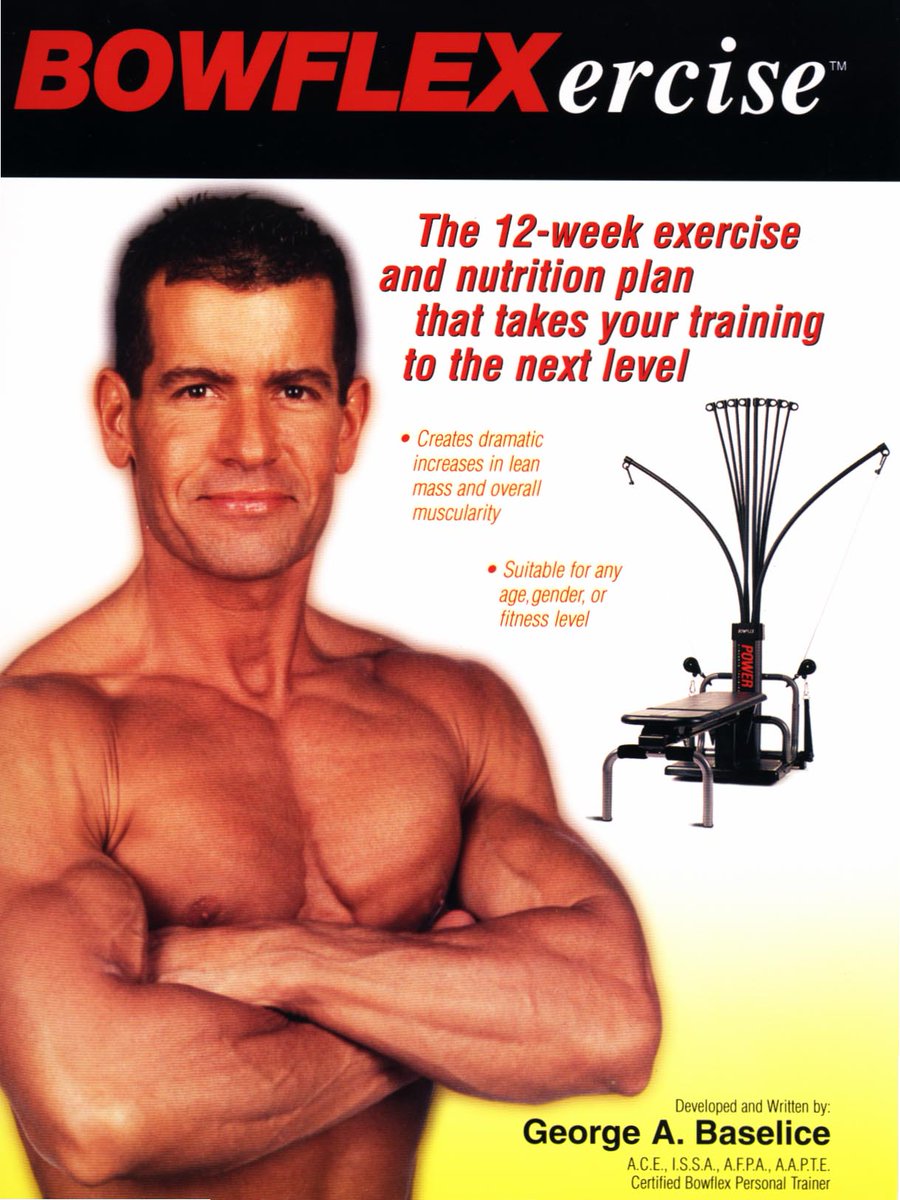 BOWFLEXercise™
The 12-week exercise
and nutrition plan
that takes your training
to the next level
• Creates dramatic
increases in lean
mass and overall
muscularity
• Suitable for any
age,gender, or
fitness level
BOWFLEX
POWER
Developed and Written by:
George A. Baselice
A.C.E., I.S.S.A., A.F.P.A., A.A.P.T.E.
Certified Bowflex Personal Trainer